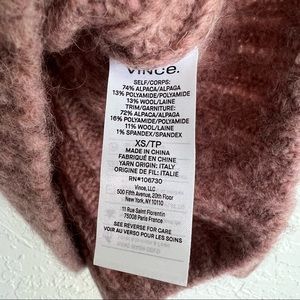 VINCE.
SELF/CORPS:
74% ALPACA/ALPAGA
13% POLYAMIDE/POLYAMIDE
13% WOOL/LAINE
TRIM/GARNITURE:
72% ALPACA/ALPAGA
16% POLYAMIDE/POLYAMIDE
11% WOOL/LAINE
1% SPANDEX/SPANDEX
XS/TP
MADE IN CHINA
FABRIQUÉ EN CHINE
YARN ORIGIN: ITALY
ORIGINE DE FIL: ITALIE
RN#106730
Vince, LLC
500 Fifth Avenue, 20th Floor
New York, NY 10110
11 Rue Saint Florentin
75008 Paris France
SEE REVERSE FOR CARE
VOIR AU VERSO POUR LES SOINS